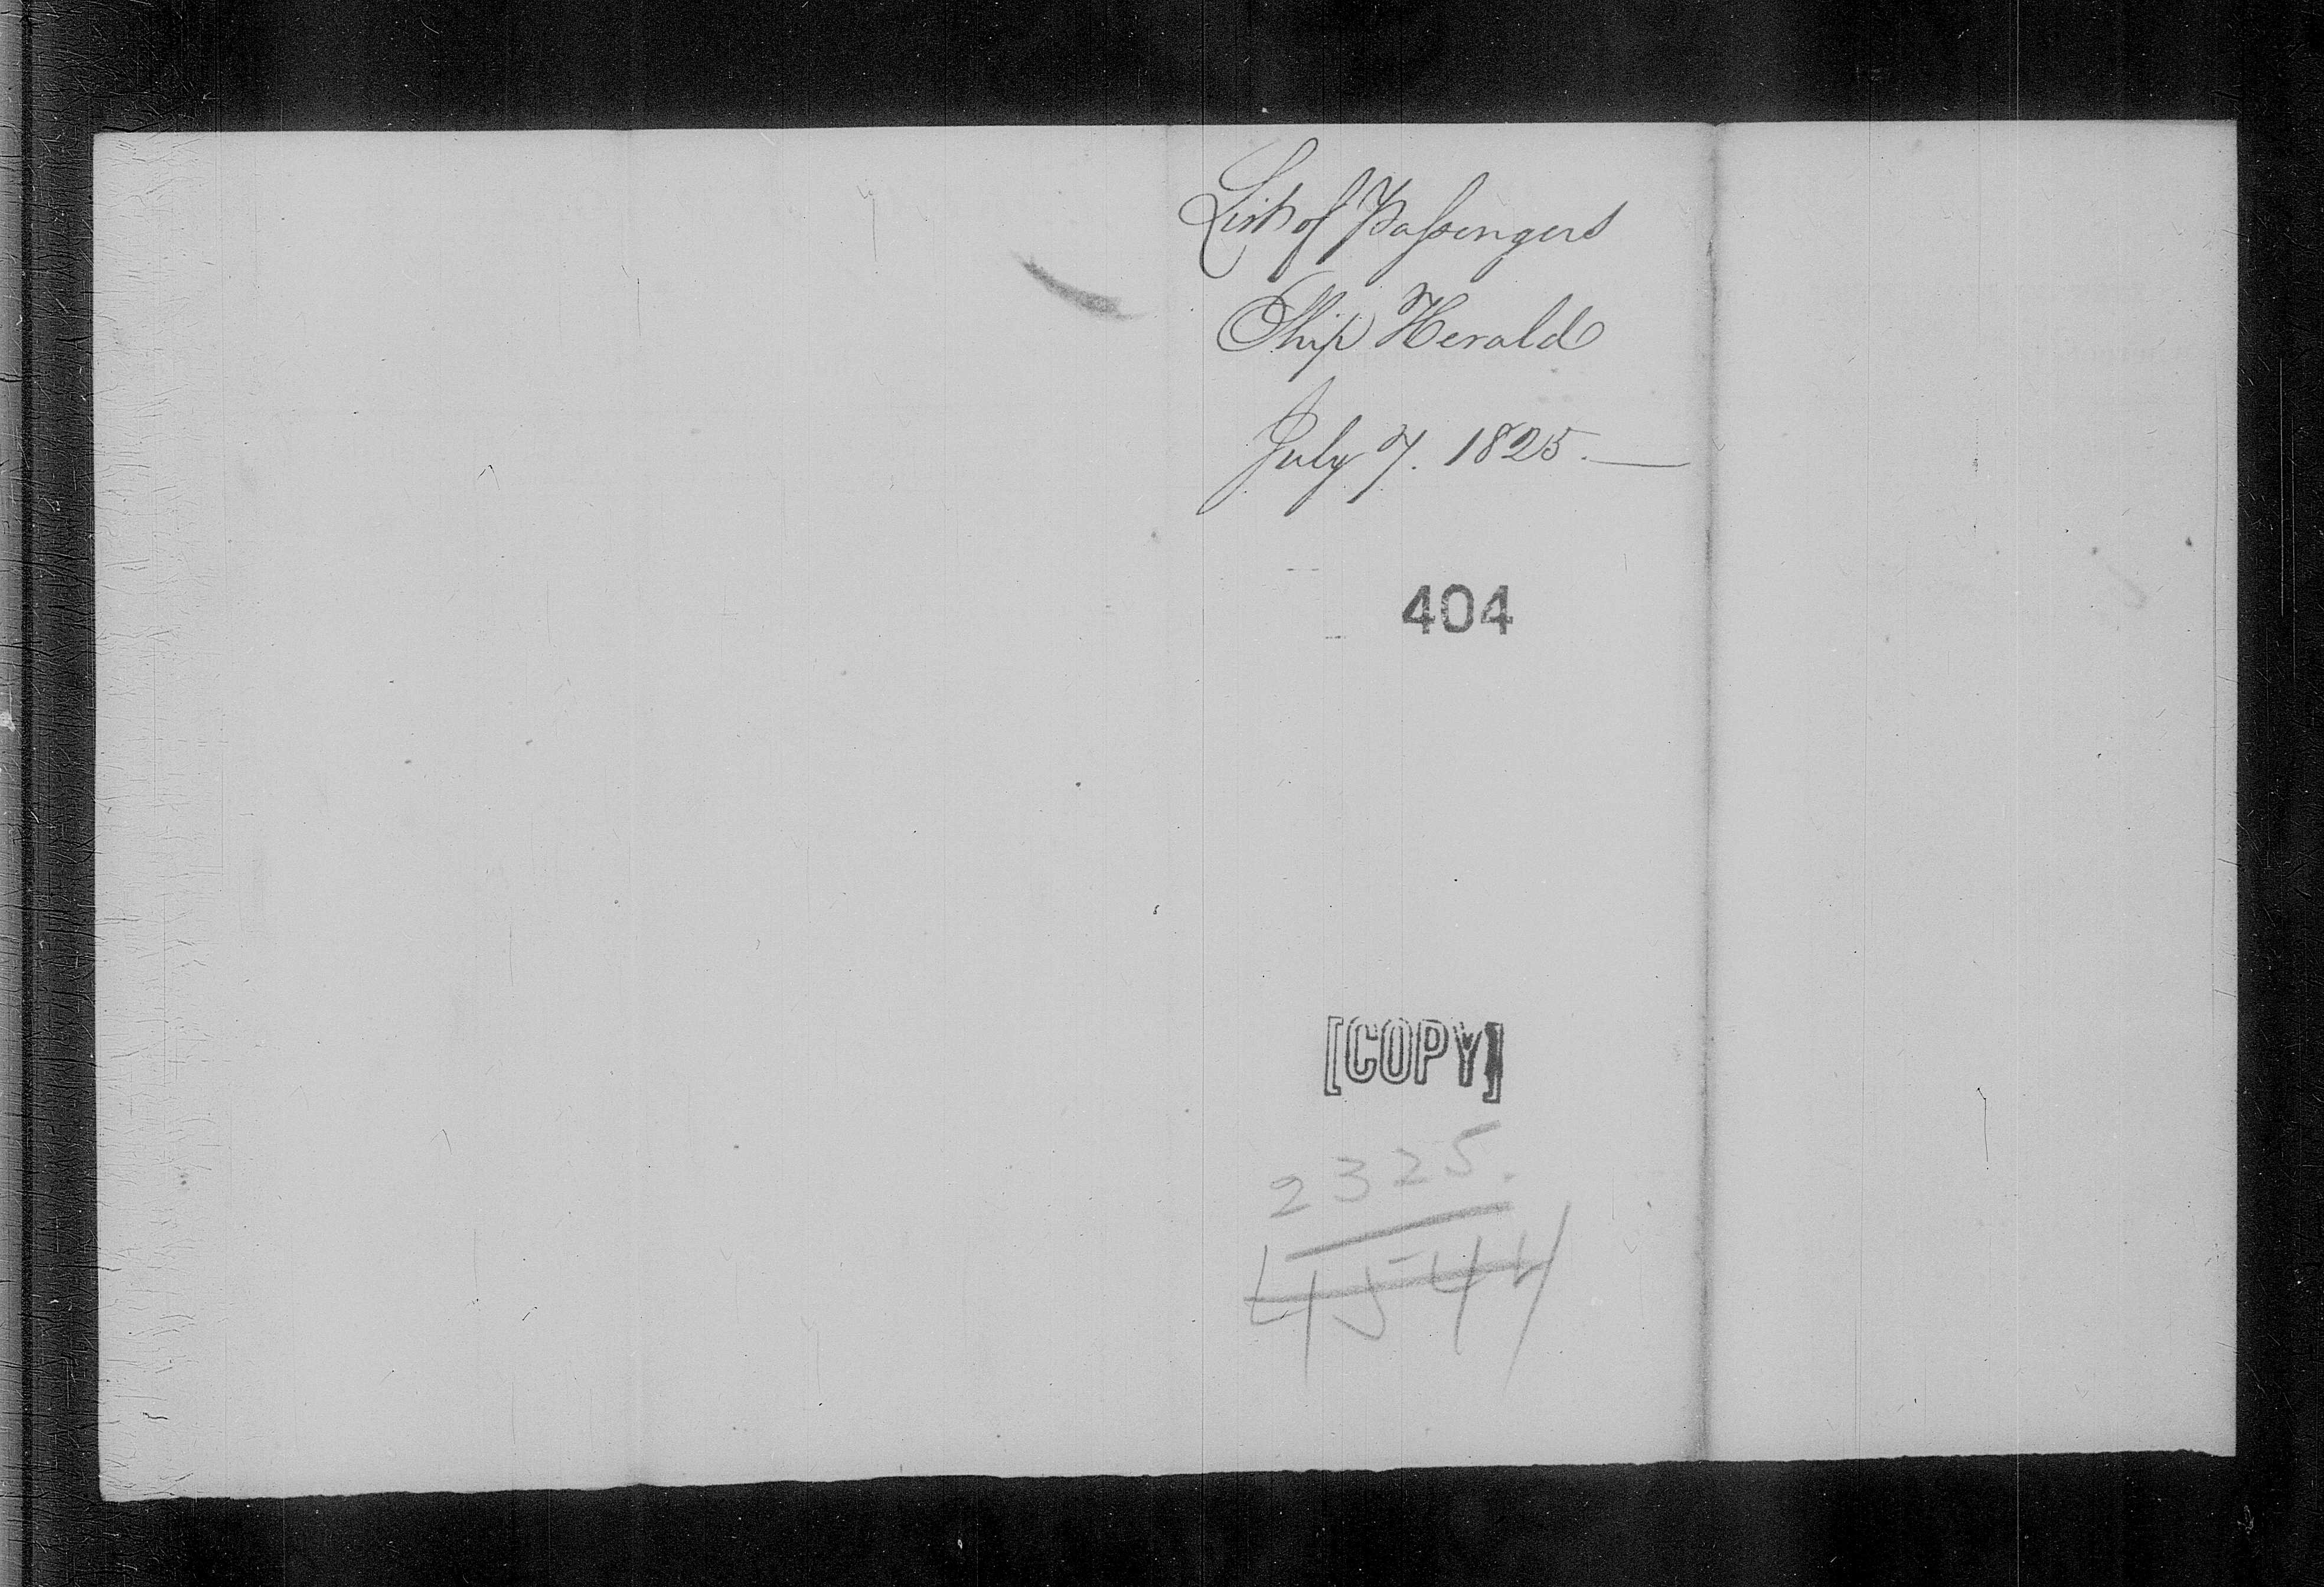 List of Passengers
Ship Herald
July 7. 1825. —
404
[COPY]
2325.
4544